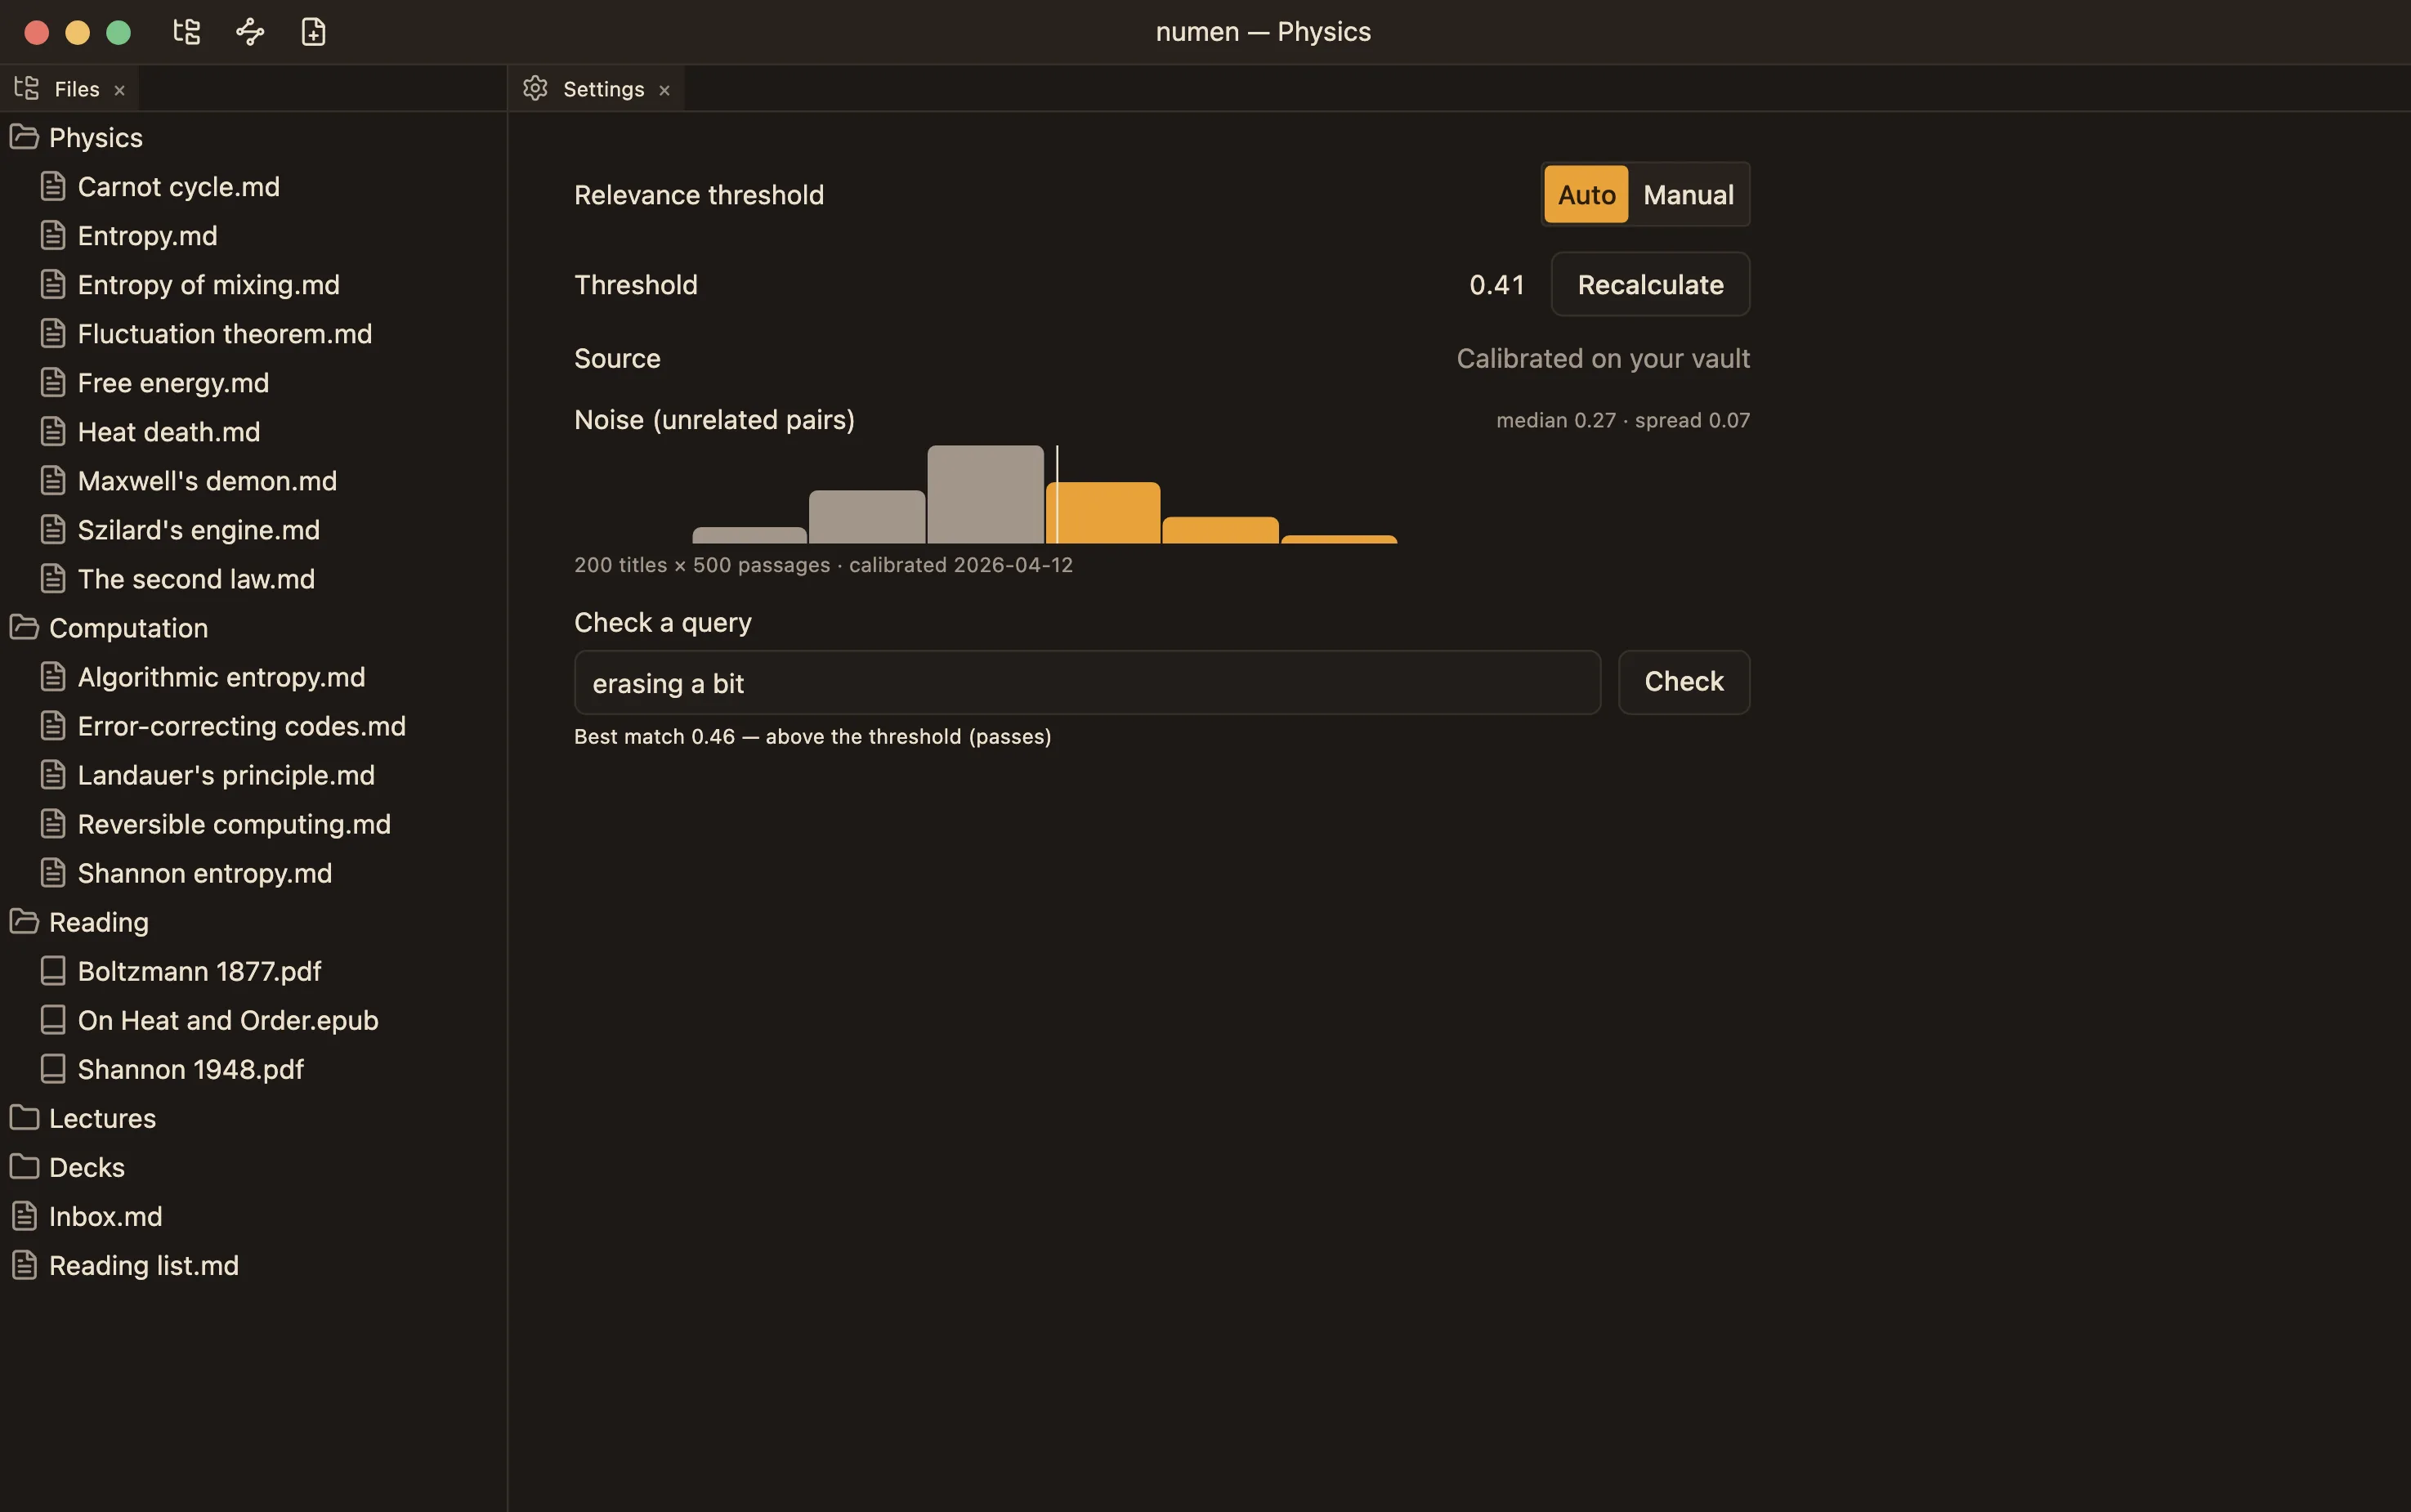 numen — Physics
Files ×
Settings ×
Physics
Carnot cycle.md
Entropy.md
Entropy of mixing.md
Fluctuation theorem.md
Free energy.md
Heat death.md
Maxwell's demon.md
Szilard's engine.md
The second law.md
Computation
Algorithmic entropy.md
Error-correcting codes.md
Landauer's principle.md
Reversible computing.md
Shannon entropy.md
Reading
Boltzmann 1877.pdf
On Heat and Order.epub
Shannon 1948.pdf
Lectures
Decks
Inbox.md
Reading list.md
Relevance threshold Auto Manual
Threshold 0.41 Recalculate
Source Calibrated on your vault
Noise (unrelated pairs) median 0.27 · spread 0.07
200 titles × 500 passages · calibrated 2026-04-12
Check a query
erasing a bit Check
Best match 0.46 — above the threshold (passes)